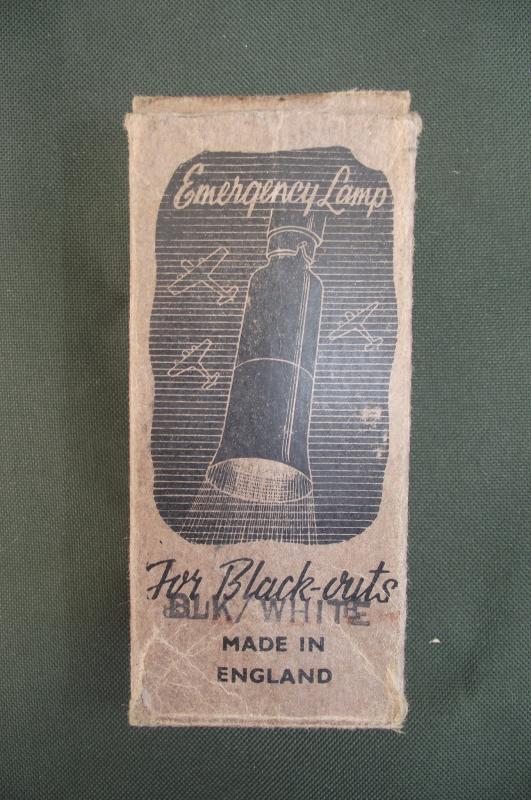 Emergency Lamp
For Black-outs
BLK/WHITE
MADE IN
ENGLAND